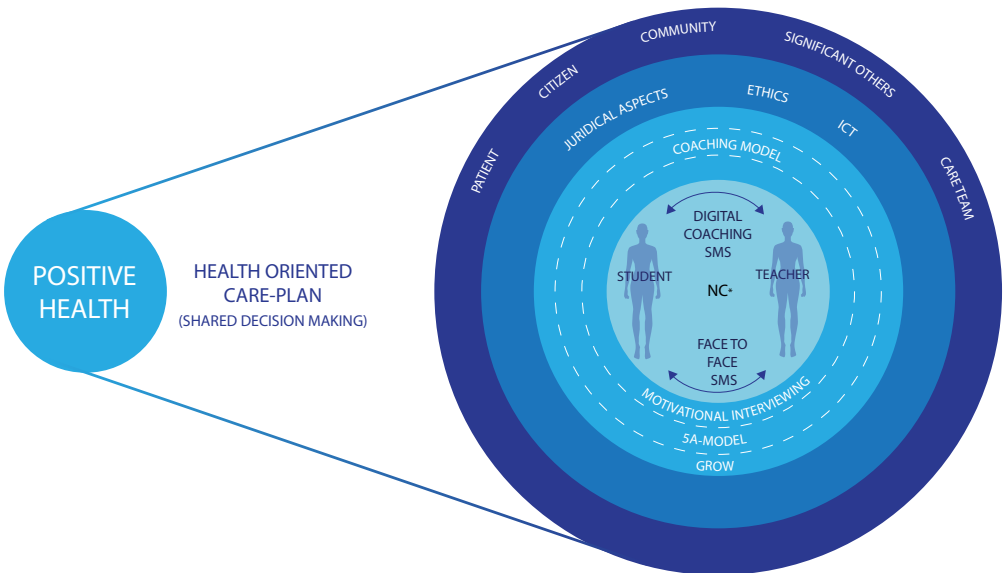 POSITIVE
HEALTH
HEALTH ORIENTED
CARE-PLAN
(SHARED DECISION MAKING)
PATIENT
CITIZEN
COMMUNITY
SIGNIFICANT OTHERS
CARE TEAM
JURIDICAL ASPECTS
ETHICS
ICT
COACHING MODEL
DIGITAL
COACHING
SMS
STUDENT
TEACHER
NC*
FACE TO
FACE
SMS
MOTIVATIONAL INTERVIEWING
5A-MODEL
GROW